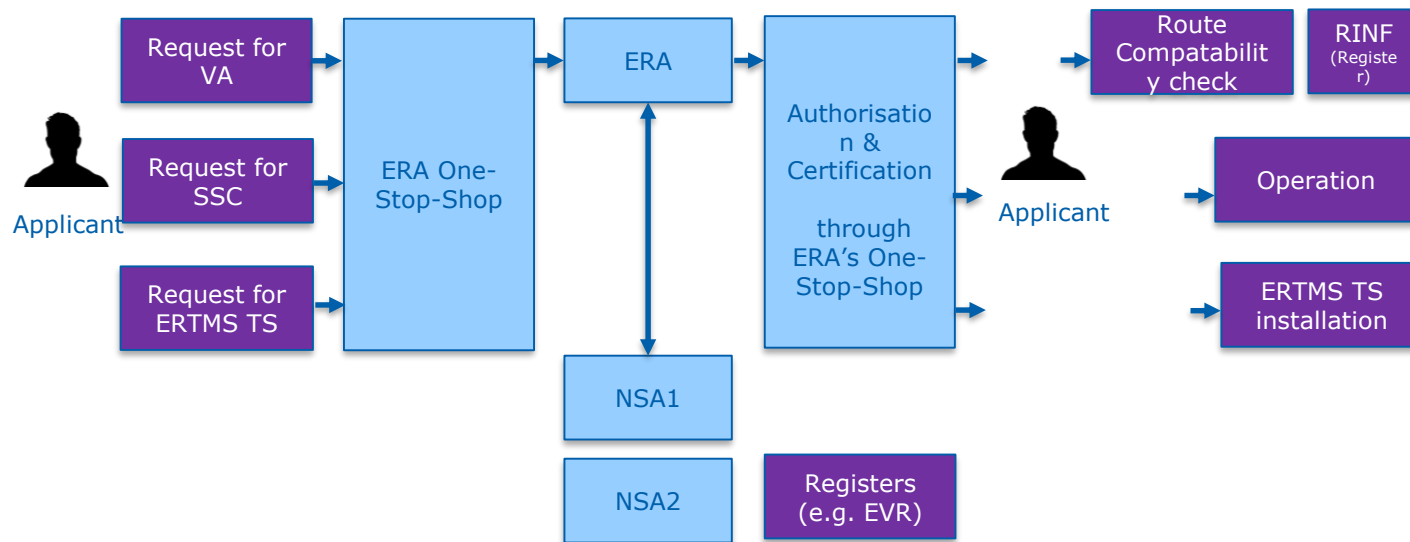 Request for
VA
Request for
SSC
Applicant
Request for
ERTMS TS
ERA One-
Stop-Shop
ERA
NSA1
NSA2
Authorisatio
n &
Certification
through
ERA’s One-
Stop-Shop
Registers
(e.g. EVR)
Applicant
Route
Compatabilit
y check
RINF
(Registe
r)
Operation
ERTMS TS
installation